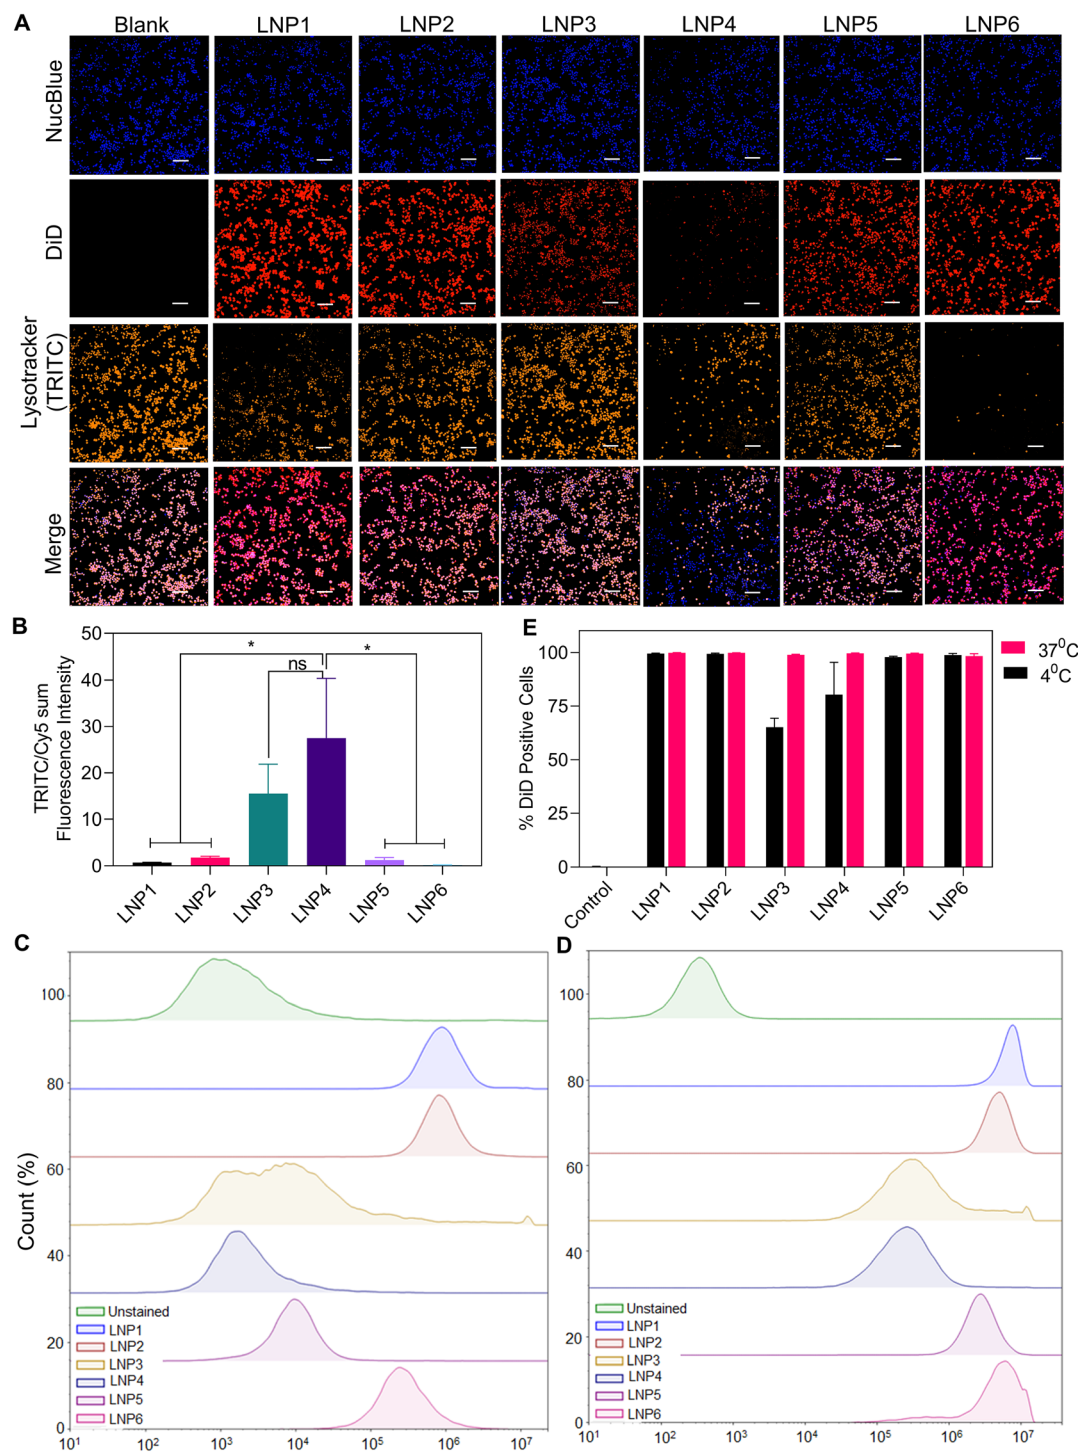 A
Blank LNP1 LNP2 LNP3 LNP4 LNP5 LNP6
NucBlue
DiD
Lysotracker
(TRITC)
Merge
B
TRITC/Cy5 sum
Fluorescence Intensity
50
40
30
20
10
0
* ns *
LNP1 LNP2 LNP3 LNP4 LNP5 LNP6
E
% DiD Positive Cells
100
75
50
25
0
37⁰C
4⁰C
Control LNP1 LNP2 LNP3 LNP4 LNP5 LNP6
C
Count (%)
100
80
60
40
20
0
Unstained
LNP1
LNP2
LNP3
LNP4
LNP5
LNP6
10¹ 10² 10³ 10⁴ 10⁵ 10⁶ 10⁷
D
100
80
60
40
20
0
Unstained
LNP1
LNP2
LNP3
LNP4
LNP5
LNP6
10¹ 10² 10³ 10⁴ 10⁵ 10⁶ 10⁷